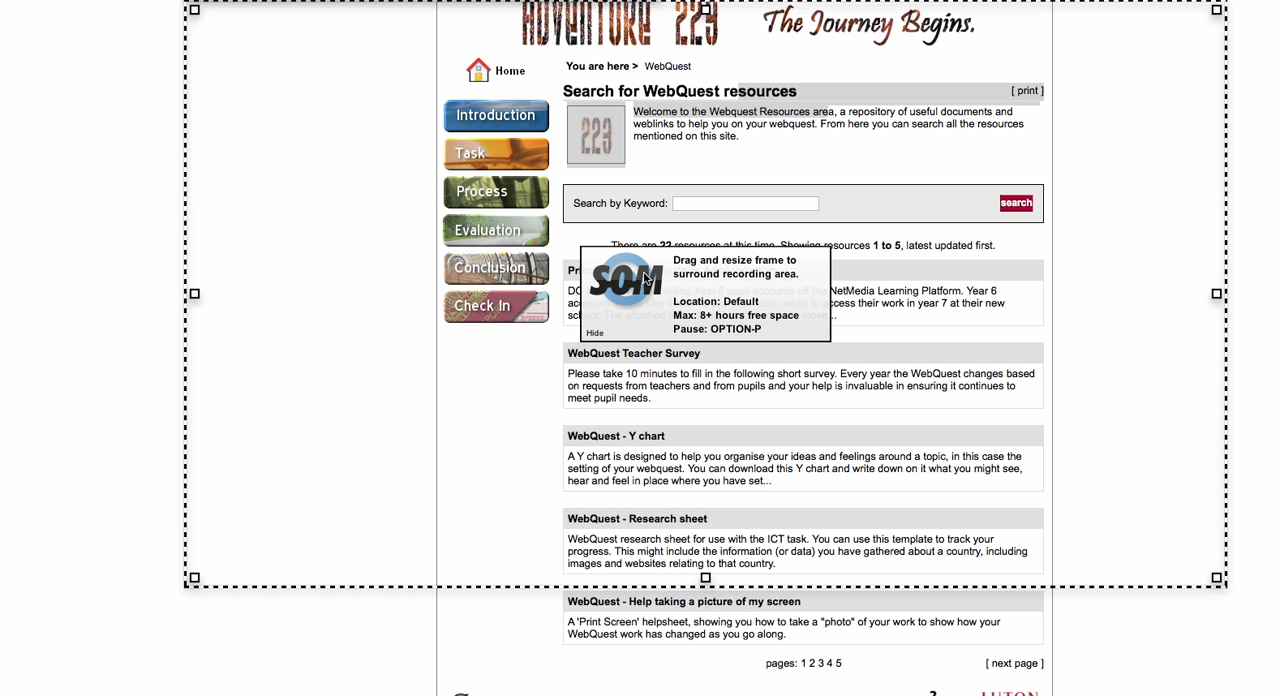 ADVENTURE 223 The Journey Begins.
Home
You are here > WebQuest
Introduction
Task
Process
Evaluation
Conclusion
Check In
Search for WebQuest resources [ print ]
223
Welcome to the Webquest Resources area, a repository of useful documents and
weblinks to help you on your webquest. From here you can search all the resources
mentioned on this site.
Search by Keyword: search
There are 22 resources at this time. Showing resources 1 to 5, latest updated first.
SOM
Drag and resize frame to
surround recording area.
Location: Default
Max: 8+ hours free space
Pause: OPTION-P
Hide
Year 6 pupil accounts off the NetMedia Learning Platform. Year 6
pupils to access their work in year 7 at their new
The attached
WebQuest Teacher Survey
Please take 10 minutes to fill in the following short survey. Every year the WebQuest changes based
on requests from teachers and from pupils and your help is invaluable in ensuring it continues to
meet pupil needs.
WebQuest - Y chart
A Y chart is designed to help you organise your ideas and feelings around a topic, in this case the
setting of your webquest. You can download this Y chart and write down on it what you might see,
hear and feel in place where you have set...
WebQuest - Research sheet
WebQuest research sheet for use with the ICT task. You can use this template to track your
progress. This might include the information (or data) you have gathered about a country, including
images and websites relating to that country.
WebQuest - Help taking a picture of my screen
A 'Print Screen' helpsheet, showing you how to take a "photo" of your work to show how your
WebQuest work has changed as you go along.
pages: 1 2 3 4 5 [ next page ]
LUTON